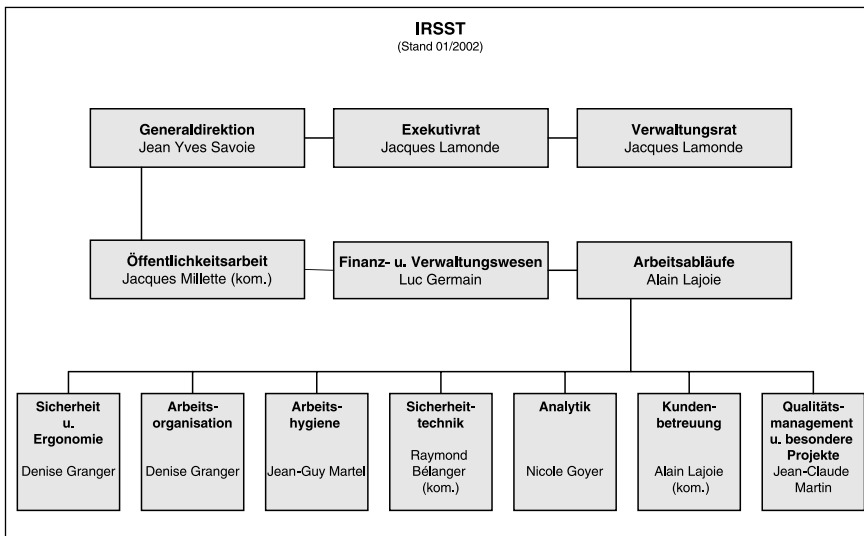 IRSST
(Stand 01/2002)
Generaldirektion
Jean Yves Savoie
Exekutivrat
Jacques Lamonde
Verwaltungsrat
Jacques Lamonde
Öffentlichkeitsarbeit
Jacques Millette (kom.)
Finanz- u. Verwaltungswesen
Luc Germain
Arbeitsabläufe
Alain Lajoie
Sicherheit
u.
Ergonomie
Denise Granger
Arbeits-
organisation
Denise Granger
Arbeits-
hygiene
Jean-Guy Martel
Sicherheit-
technik
Raymond
Bélanger
(kom.)
Analytik
Nicole Goyer
Kunden-
betreuung
Alain Lajoie
(kom.)
Qualitäts-
management
u. besondere
Projekte
Jean-Claude
Martin